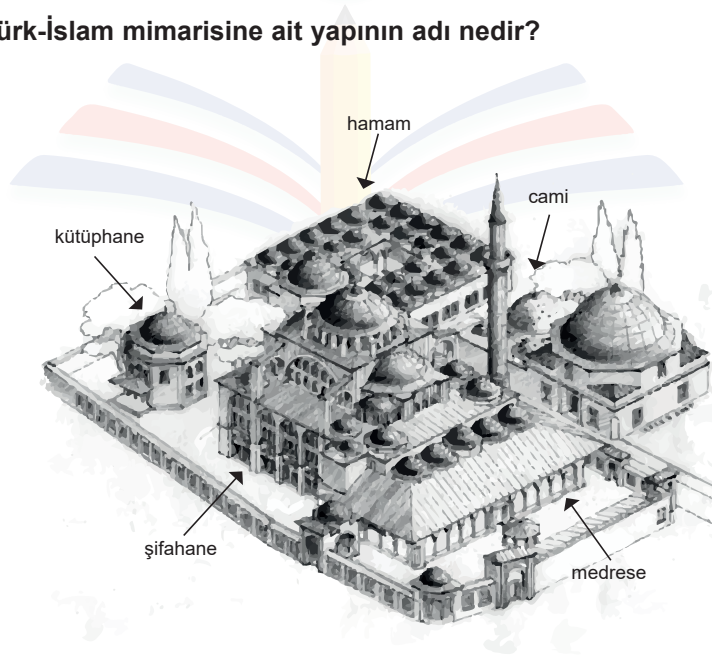 ürk-İslam mimarisine ait yapının adı nedir?
hamam
cami
kütüphane
şifahane
medrese